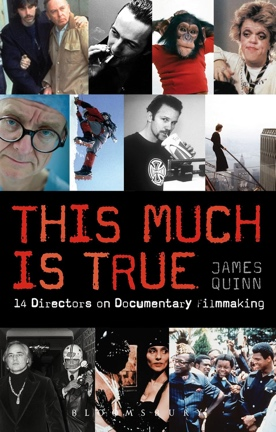 THIS MUCH
IS TRUE
JAMES
QUINN
14 Directors on Documentary Filmmaking
BLOOMSBURY